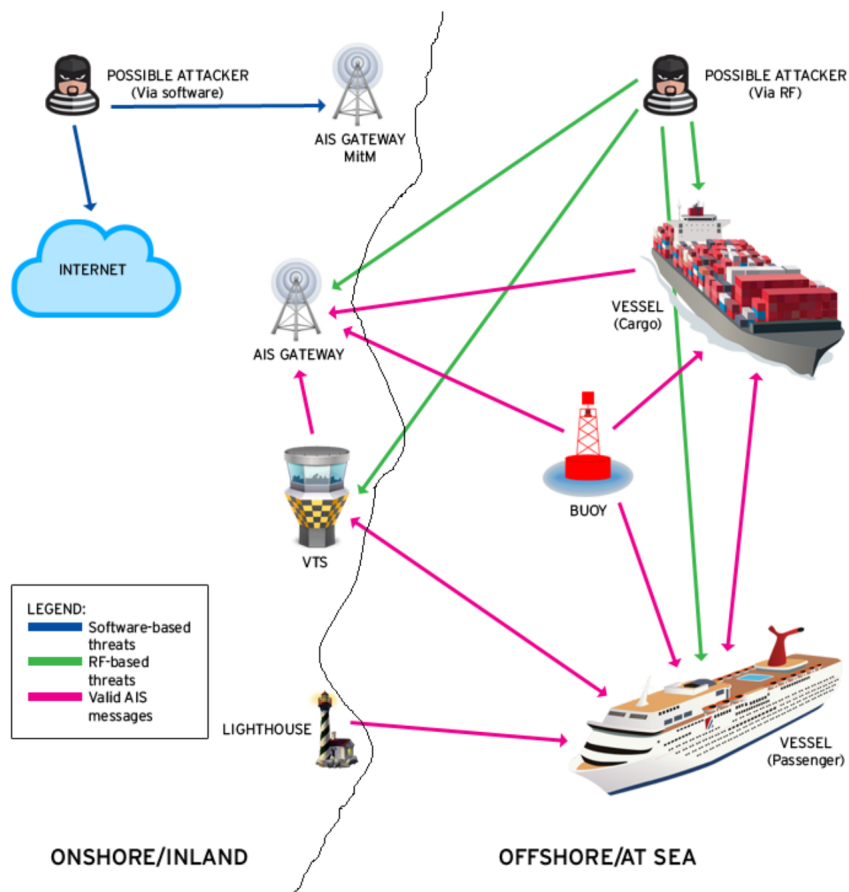 POSSIBLE ATTACKER
(Via software)
AIS GATEWAY
MitM
POSSIBLE ATTACKER
(Via RF)
INTERNET
VESSEL
(Cargo)
AIS GATEWAY
BUOY
VTS
LEGEND:
Software-based
threats
RF-based
threats
Valid AIS
messages
LIGHTHOUSE
VESSEL
(Passenger)
ONSHORE/INLAND
OFFSHORE/AT SEA